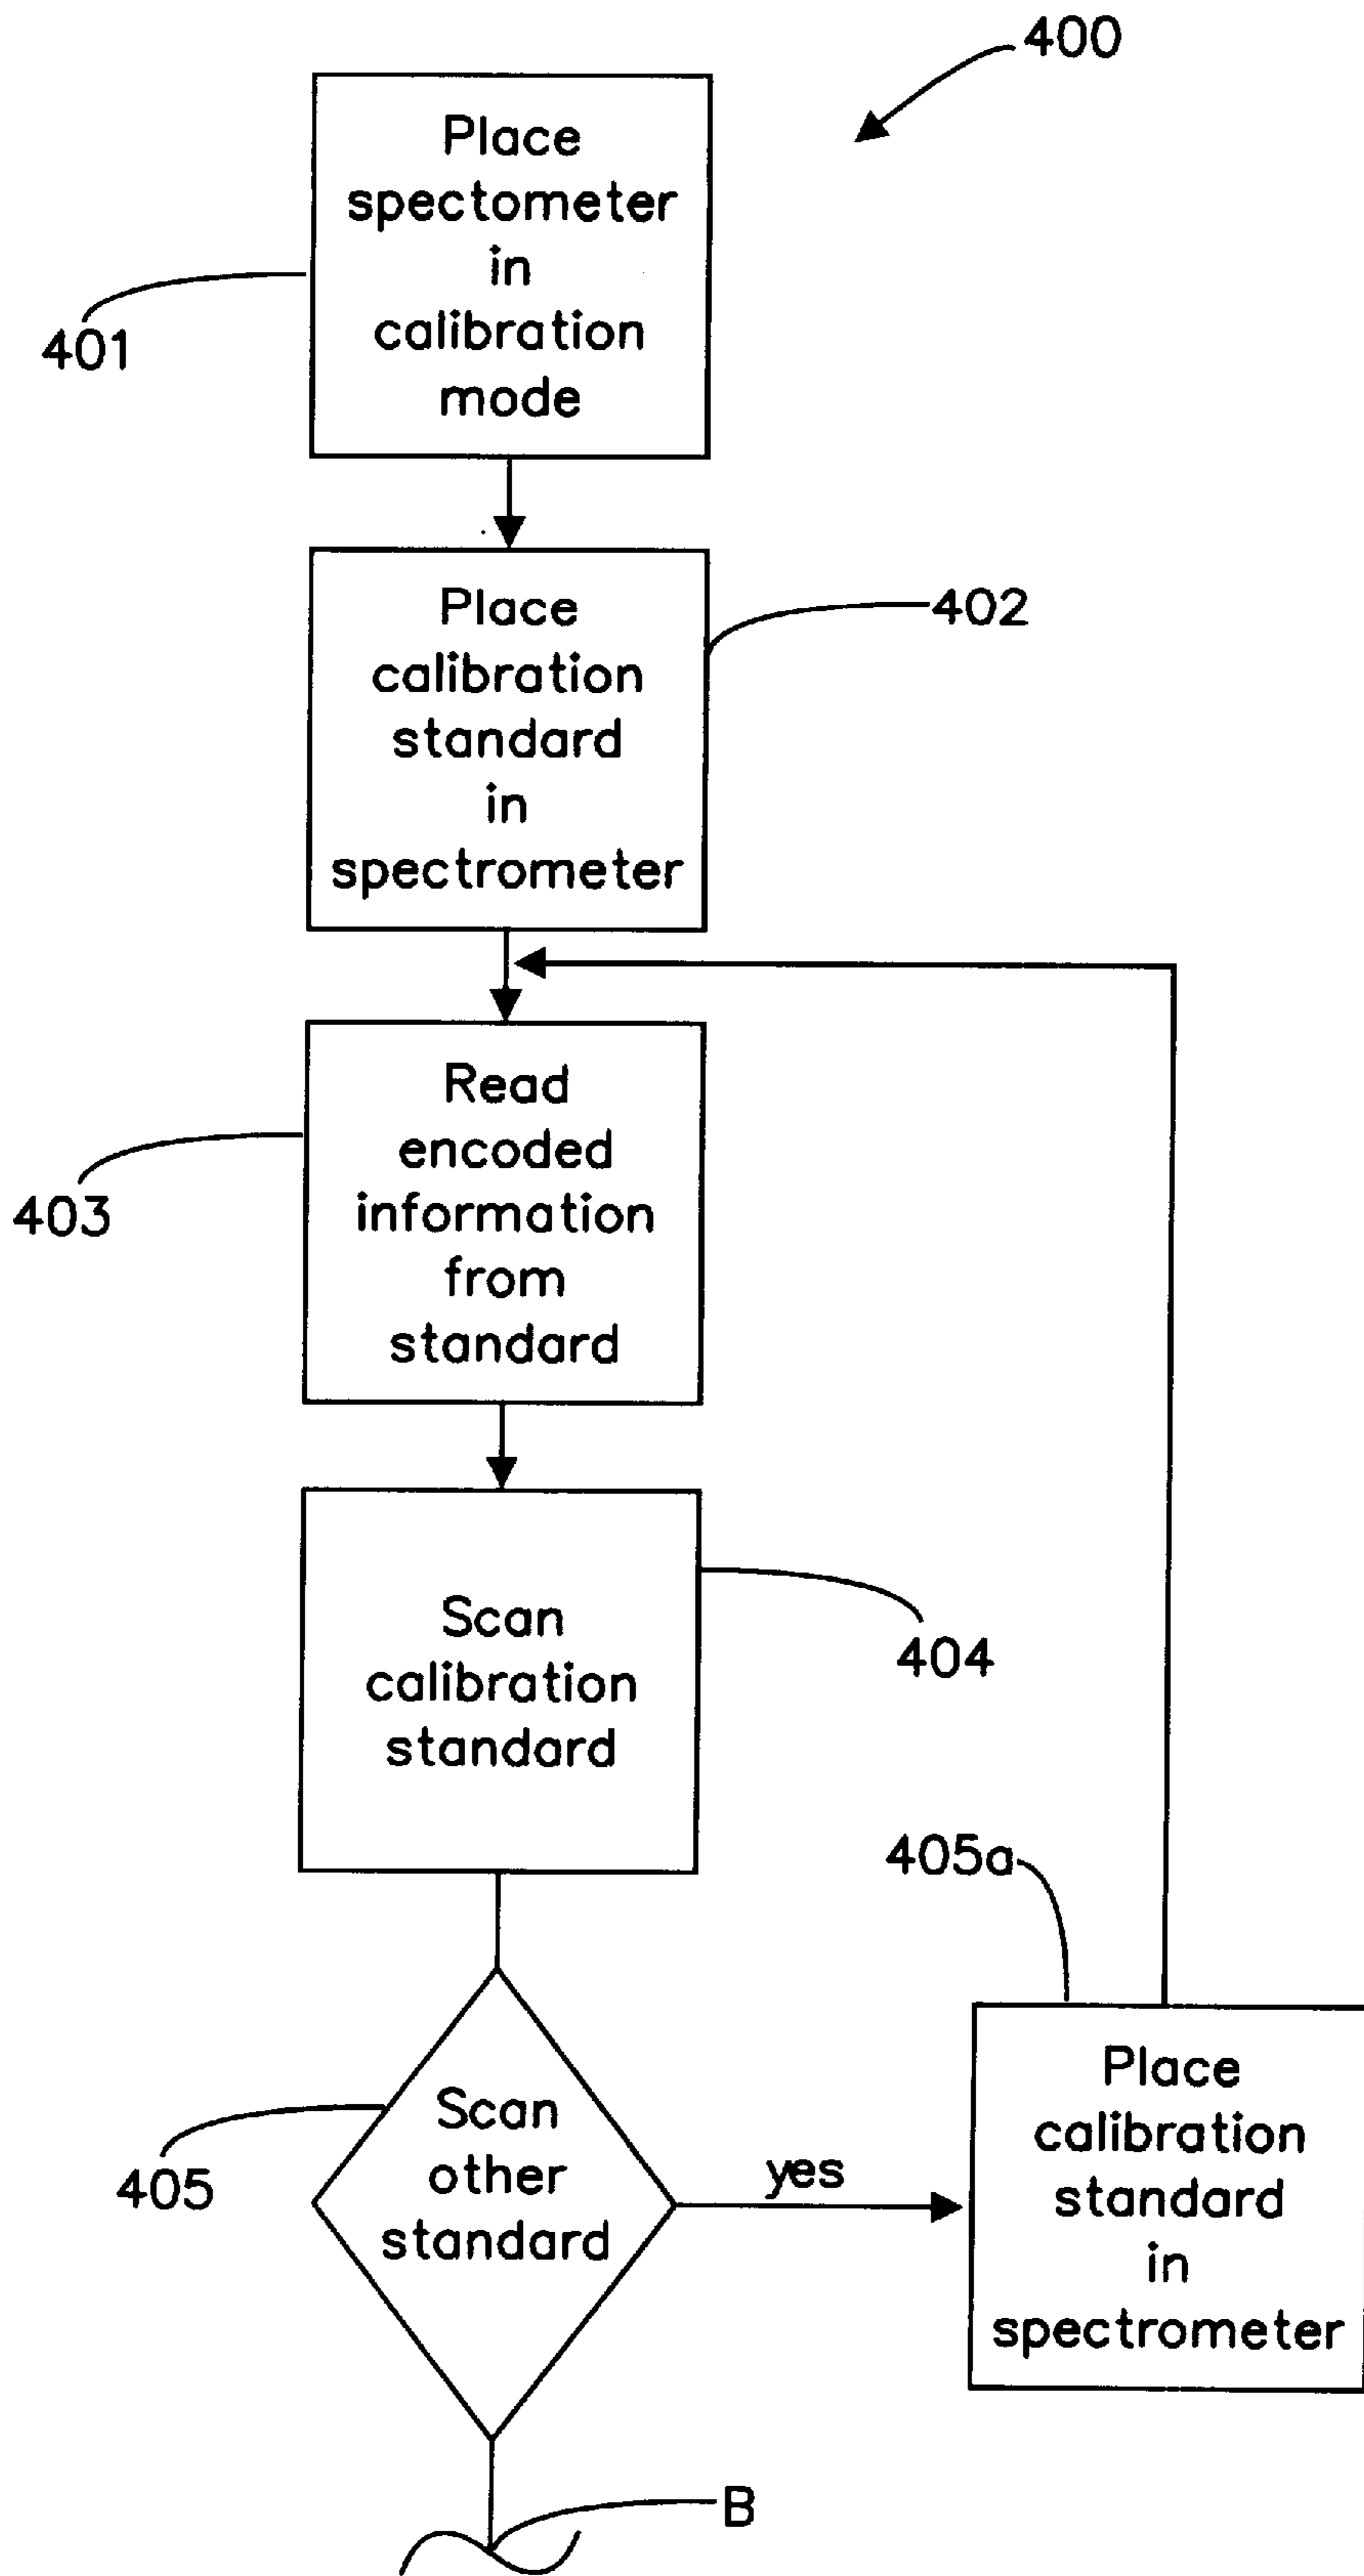 400
Place
spectometer
in
calibration
mode
401
Place
calibration
standard
in
spectrometer
402
Read
encoded
information
from
standard
403
Scan
calibration
standard
404
405a
Scan
other
standard
405
yes
Place
calibration
standard
in
spectrometer
B